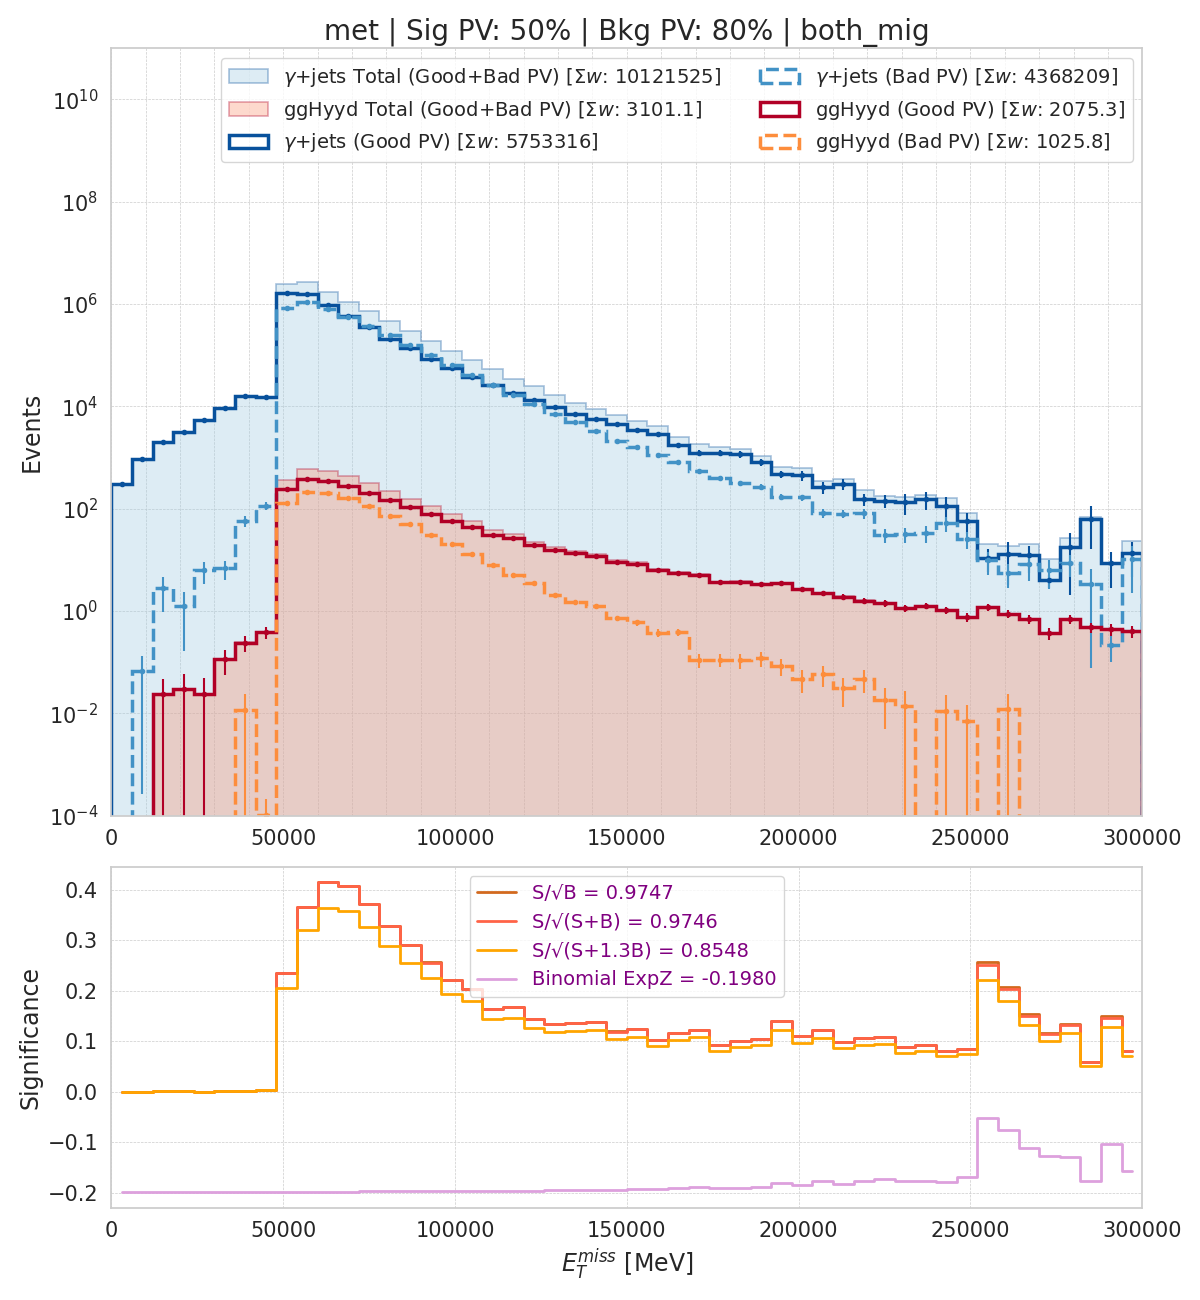 met | Sig PV: 50% | Bkg PV: 80% | both_mig
γ+jets Total (Good+Bad PV) [Σw: 10121525]
ggHyyd Total (Good+Bad PV) [Σw: 3101.1]
γ+jets (Good PV) [Σw: 5753316]
γ+jets (Bad PV) [Σw: 4368209]
ggHyyd (Good PV) [Σw: 2075.3]
ggHyyd (Bad PV) [Σw: 1025.8]
Events
10^10
10^8
10^6
10^4
10^2
10^0
10^−2
10^−4
0 50000 100000 150000 200000 250000 300000
S/√B = 0.9747
S/√(S+B) = 0.9746
S/√(S+1.3B) = 0.8548
Binomial ExpZ = -0.1980
Significance
0.4
0.3
0.2
0.1
0.0
−0.1
−0.2
0 50000 100000 150000 200000 250000 300000
E_T^miss [MeV]